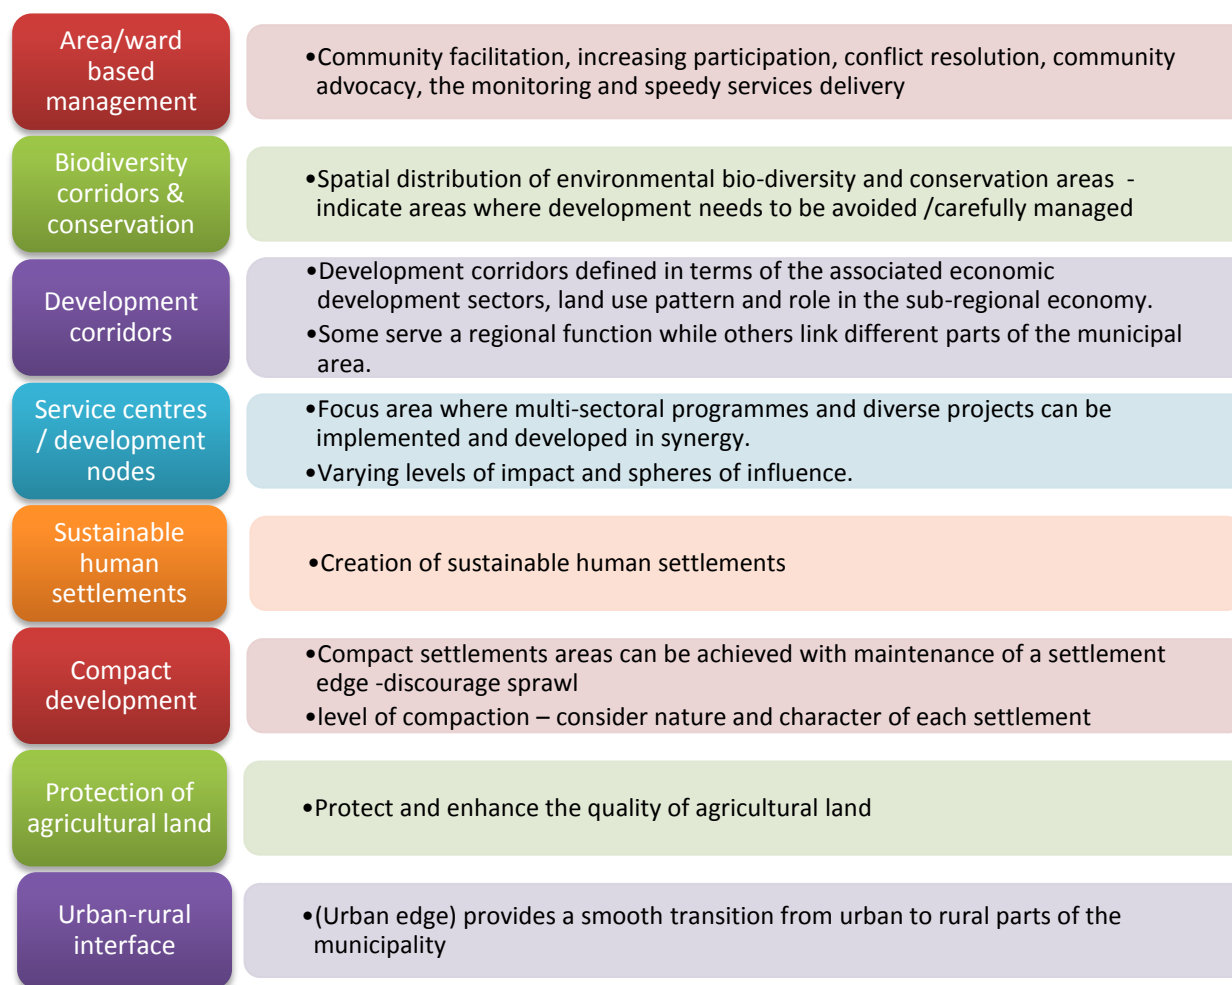 Area/ward
based
management
•Community facilitation, increasing participation, conflict resolution, community
advocacy, the monitoring and speedy services delivery
Biodiversity
corridors &
conservation
•Spatial distribution of environmental bio-diversity and conservation areas -
indicate areas where development needs to be avoided /carefully managed
Development
corridors
•Development corridors defined in terms of the associated economic
development sectors, land use pattern and role in the sub-regional economy.
•Some serve a regional function while others link different parts of the municipal
area.
Service centres
/ development
nodes
•Focus area where multi-sectoral programmes and diverse projects can be
implemented and developed in synergy.
•Varying levels of impact and spheres of influence.
Sustainable
human
settlements
•Creation of sustainable human settlements
Compact
development
•Compact settlements areas can be achieved with maintenance of a settlement
edge -discourage sprawl
•level of compaction – consider nature and character of each settlement
Protection of
agricultural land
•Protect and enhance the quality of agricultural land
Urban-rural
interface
•(Urban edge) provides a smooth transition from urban to rural parts of the
municipality